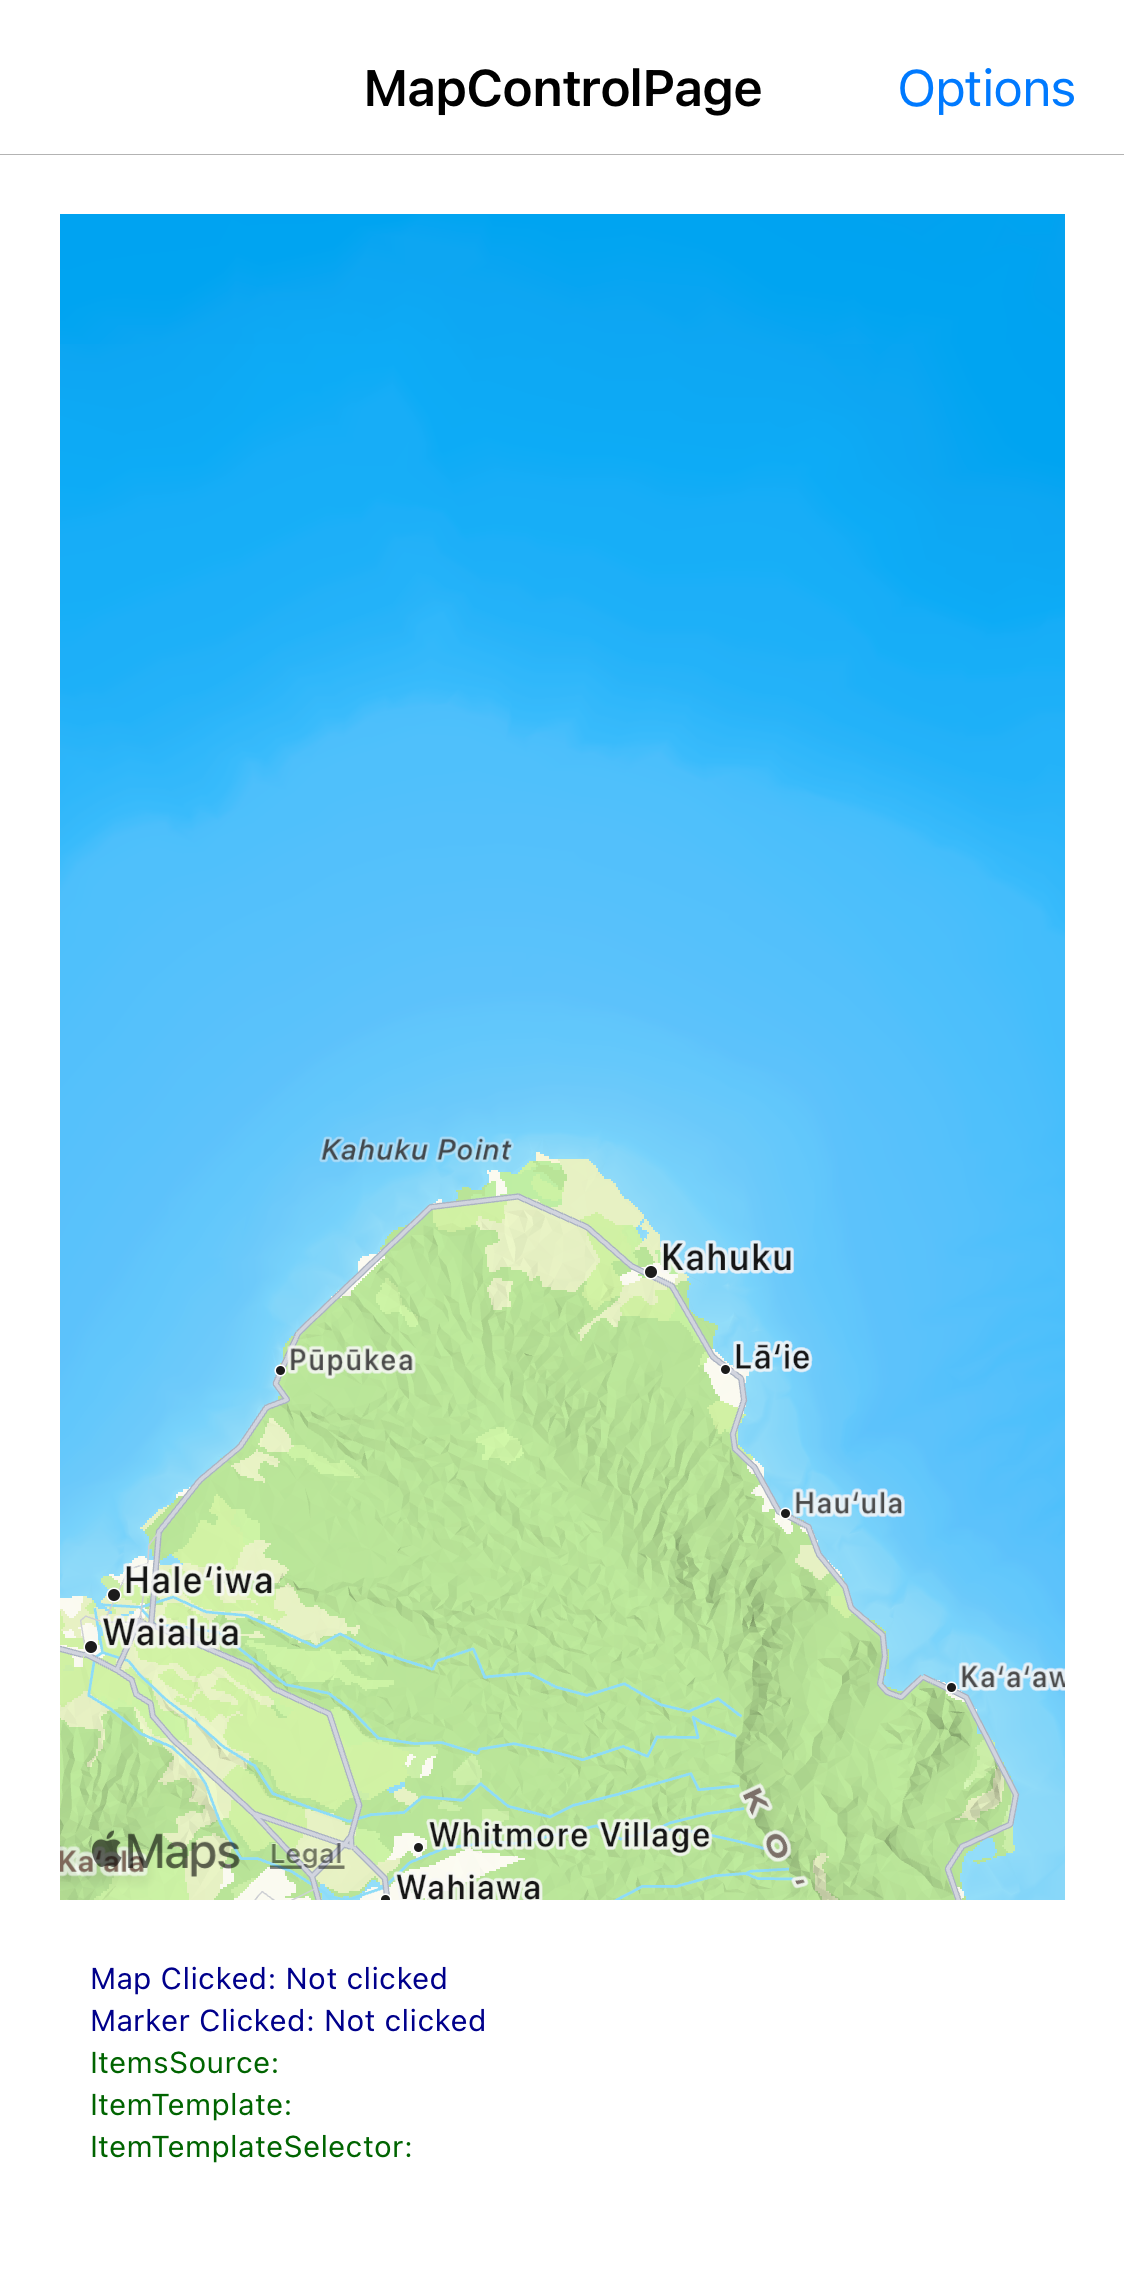 MapControlPage
Options
Kahuku Point
Kahuku
Pūpūkea
Lāʻie
Hauʻula
Haleʻiwa
Waialua
Kaʻaʻaw
K O ʻ
Whitmore Village
Kaʻala
Maps
Legal
Wahiawa
Map Clicked: Not clicked
Marker Clicked: Not clicked
ItemsSource:
ItemTemplate:
ItemTemplateSelector: